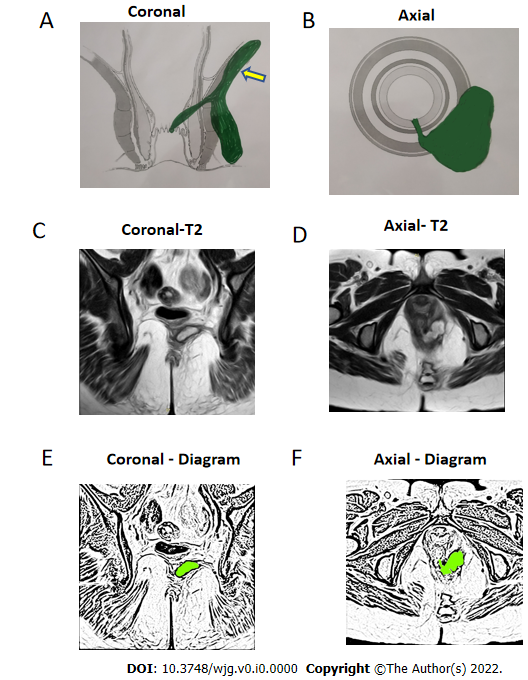 A
Coronal
B
Axial
C
Coronal-T2
D
Axial- T2
E
Coronal - Diagram
F
Axial - Diagram
DOI: 10.3748/wjg.v0.i0.0000 Copyright ©The Author(s) 2022.